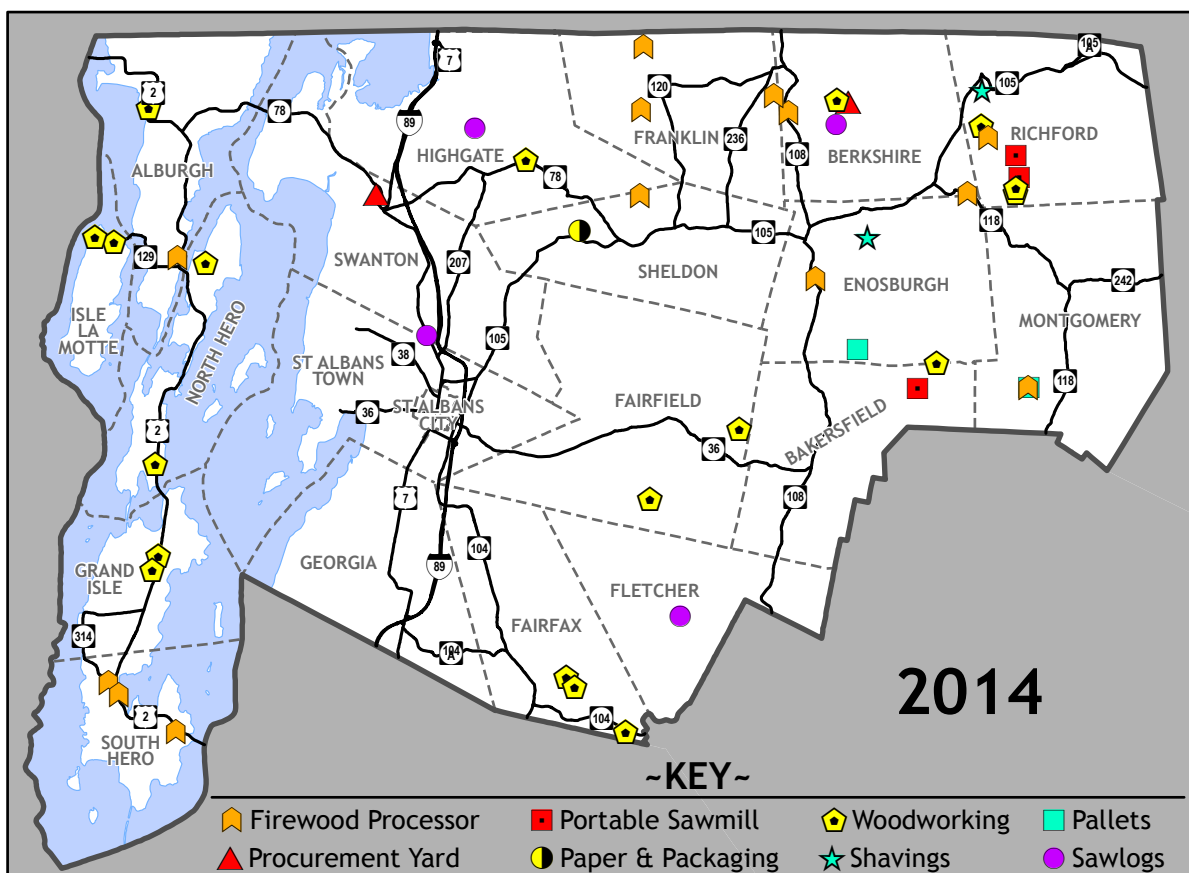 7
105
A
2
120
105
78
89
78
236
FRANKLIN
RICHFORD
HIGHGATE
108
BERKSHIRE
ALBURGH
78
118
105
129
SWANTON
207
SHELDON
ENOSBURGH
242
ISLE
LA
MOTTE
NORTH HERO
MONTGOMERY
105
ST ALBANS
TOWN
38
118
36
ST ALBANS
CITY
FAIRFIELD
2
36
BAKERSFIELD
7
108
104
GEORGIA
89
GRAND
ISLE
FLETCHER
314
FAIRFAX
104
A
2014
2
104
SOUTH
HERO
~KEY~
Firewood Processor
Portable Sawmill
Woodworking
Pallets
Procurement Yard
Paper & Packaging
Shavings
Sawlogs